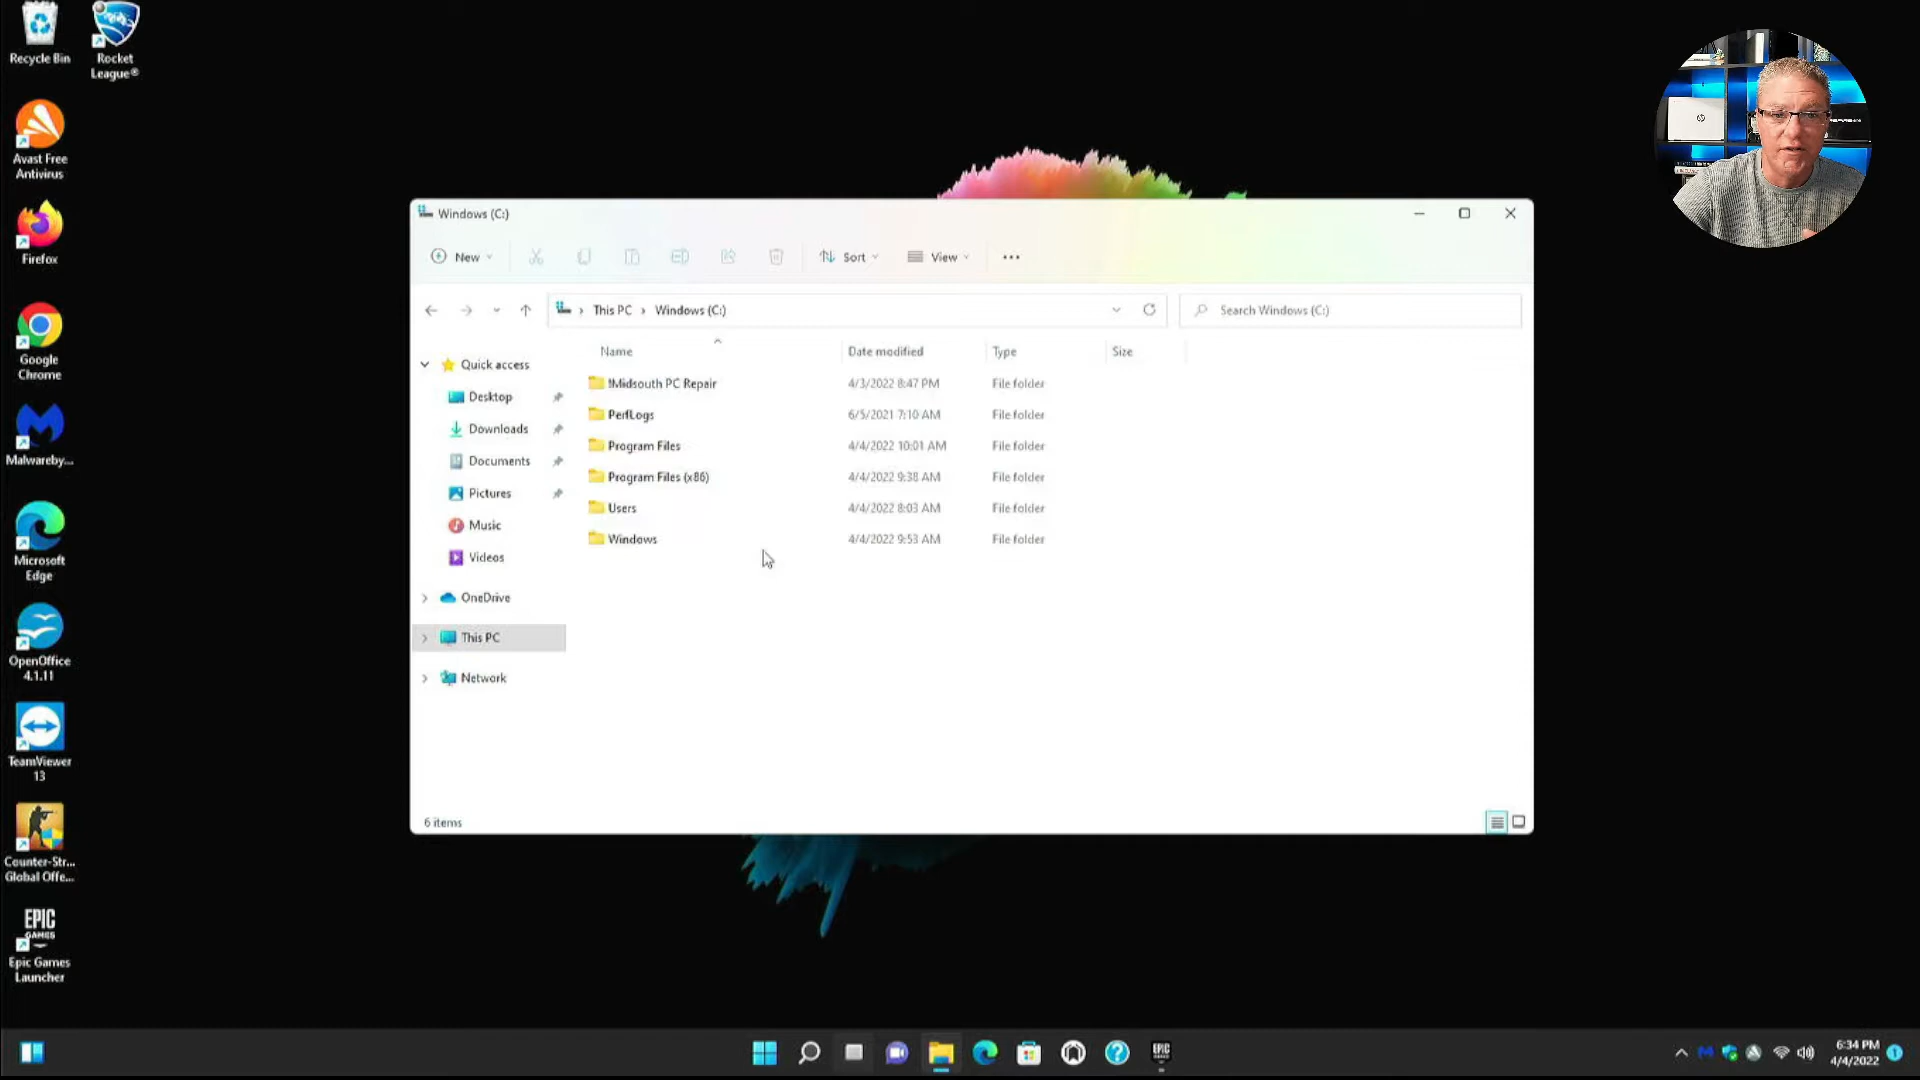 Recycle Bin
Rocket
League®
Avast Free
Antivirus
Firefox
Google
Chrome
Malwareby...
Microsoft
Edge
OpenOffice
4.1.11
TeamViewer
13
Counter-Str...
Global Offe...
EPIC
GAMES
Epic Games
Launcher
Windows (C:)
New
Sort
View
This PC > Windows (C:)
Search Windows (C:)
Name Date modified Type Size
Quick access
Desktop
Downloads
Documents
Pictures
Music
Videos
OneDrive
This PC
Network
!Midsouth PC Repair 4/3/2022 8:47 PM File folder
PerfLogs 6/5/2021 7:10 AM File folder
Program Files 4/4/2022 10:01 AM File folder
Program Files (x86) 4/4/2022 9:38 AM File folder
Users 4/4/2022 8:03 AM File folder
Windows 4/4/2022 9:53 AM File folder
6 items
EPIC
6:34 PM
4/4/2022
1